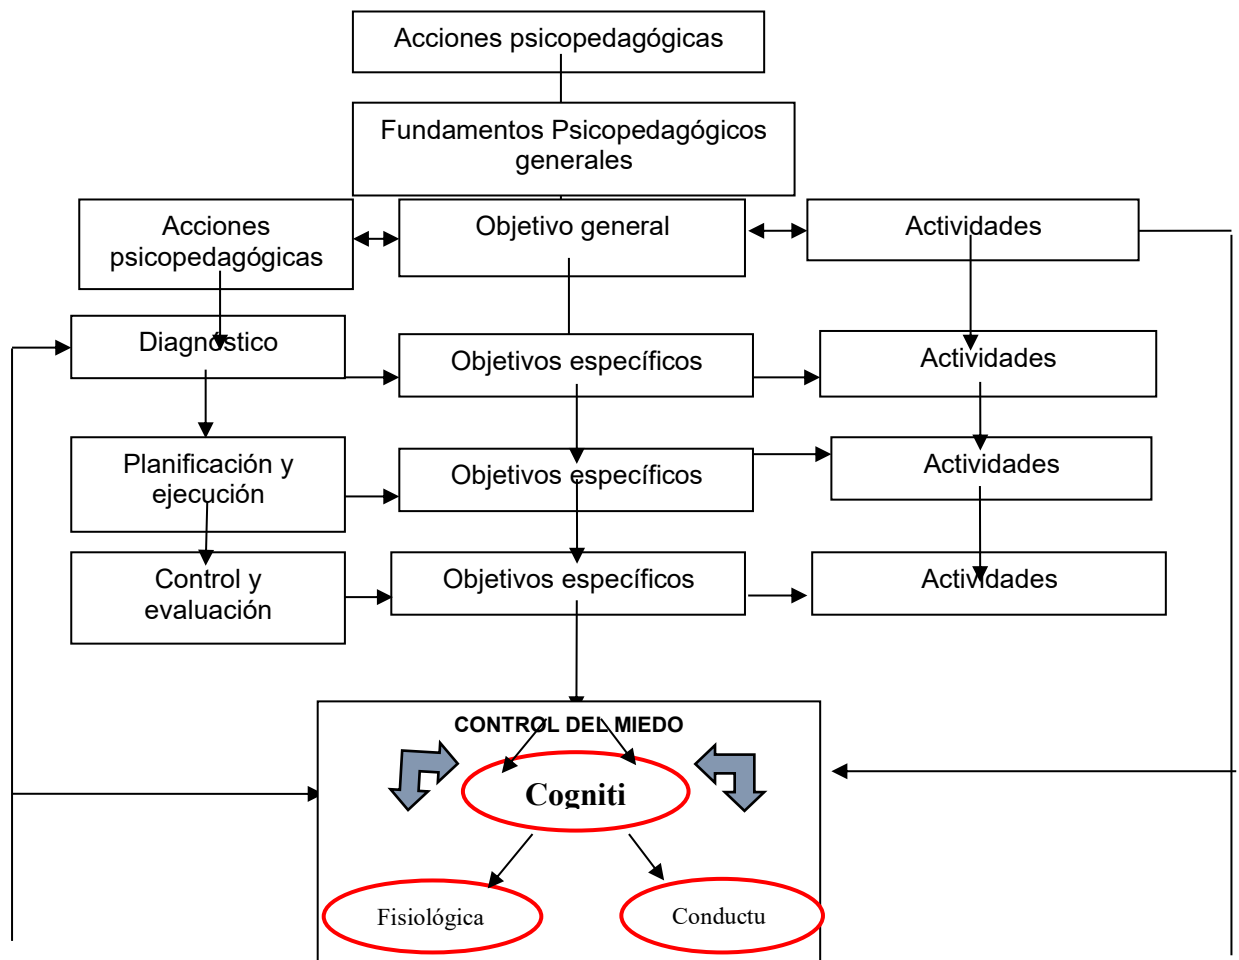 Acciones psicopedagógicas
Fundamentos Psicopedagógicos
generales
Acciones
psicopedagógicas
Objetivo general
Actividades
Diagnóstico
Objetivos específicos
Actividades
Planificación y
ejecución
Objetivos específicos
Actividades
Control y
evaluación
Objetivos específicos
Actividades
CONTROL DEL MIEDO
Cogniti
Fisiológica
Conductu